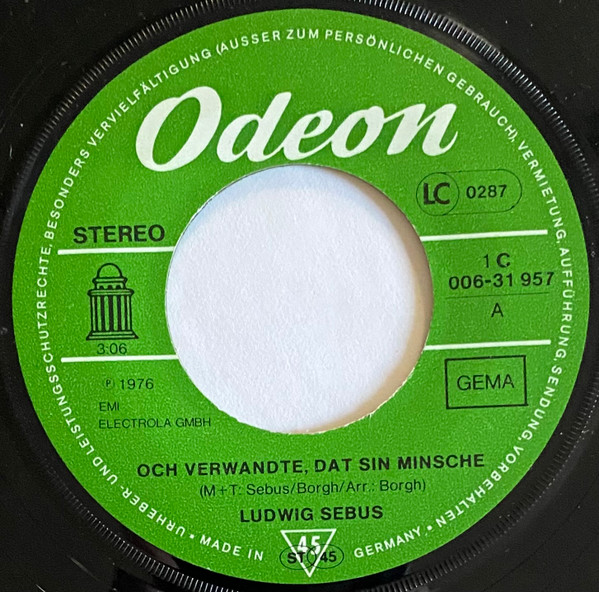 URHEBER- UND LEISTUNGSSCHUTZRECHTE, BESONDERS VERVIELFÄLTIGUNG (AUSSER ZUM PERSÖNLICHEN GEBRAUCH), VERMIETUNG, AUFFÜHRUNG, SENDUNG VORBEHALTEN
Odeon
LC 0287
STEREO
1 C
006-31 957
A
3:06
℗ 1976
EMI
ELECTROLA GMBH
GEMA
OCH VERWANDTE, DAT SIN MINSCHE
(M+T: Sebus/Borgh/Arr.: Borgh)
LUDWIG SEBUS
• MADE IN GERMANY •
45
ST 45